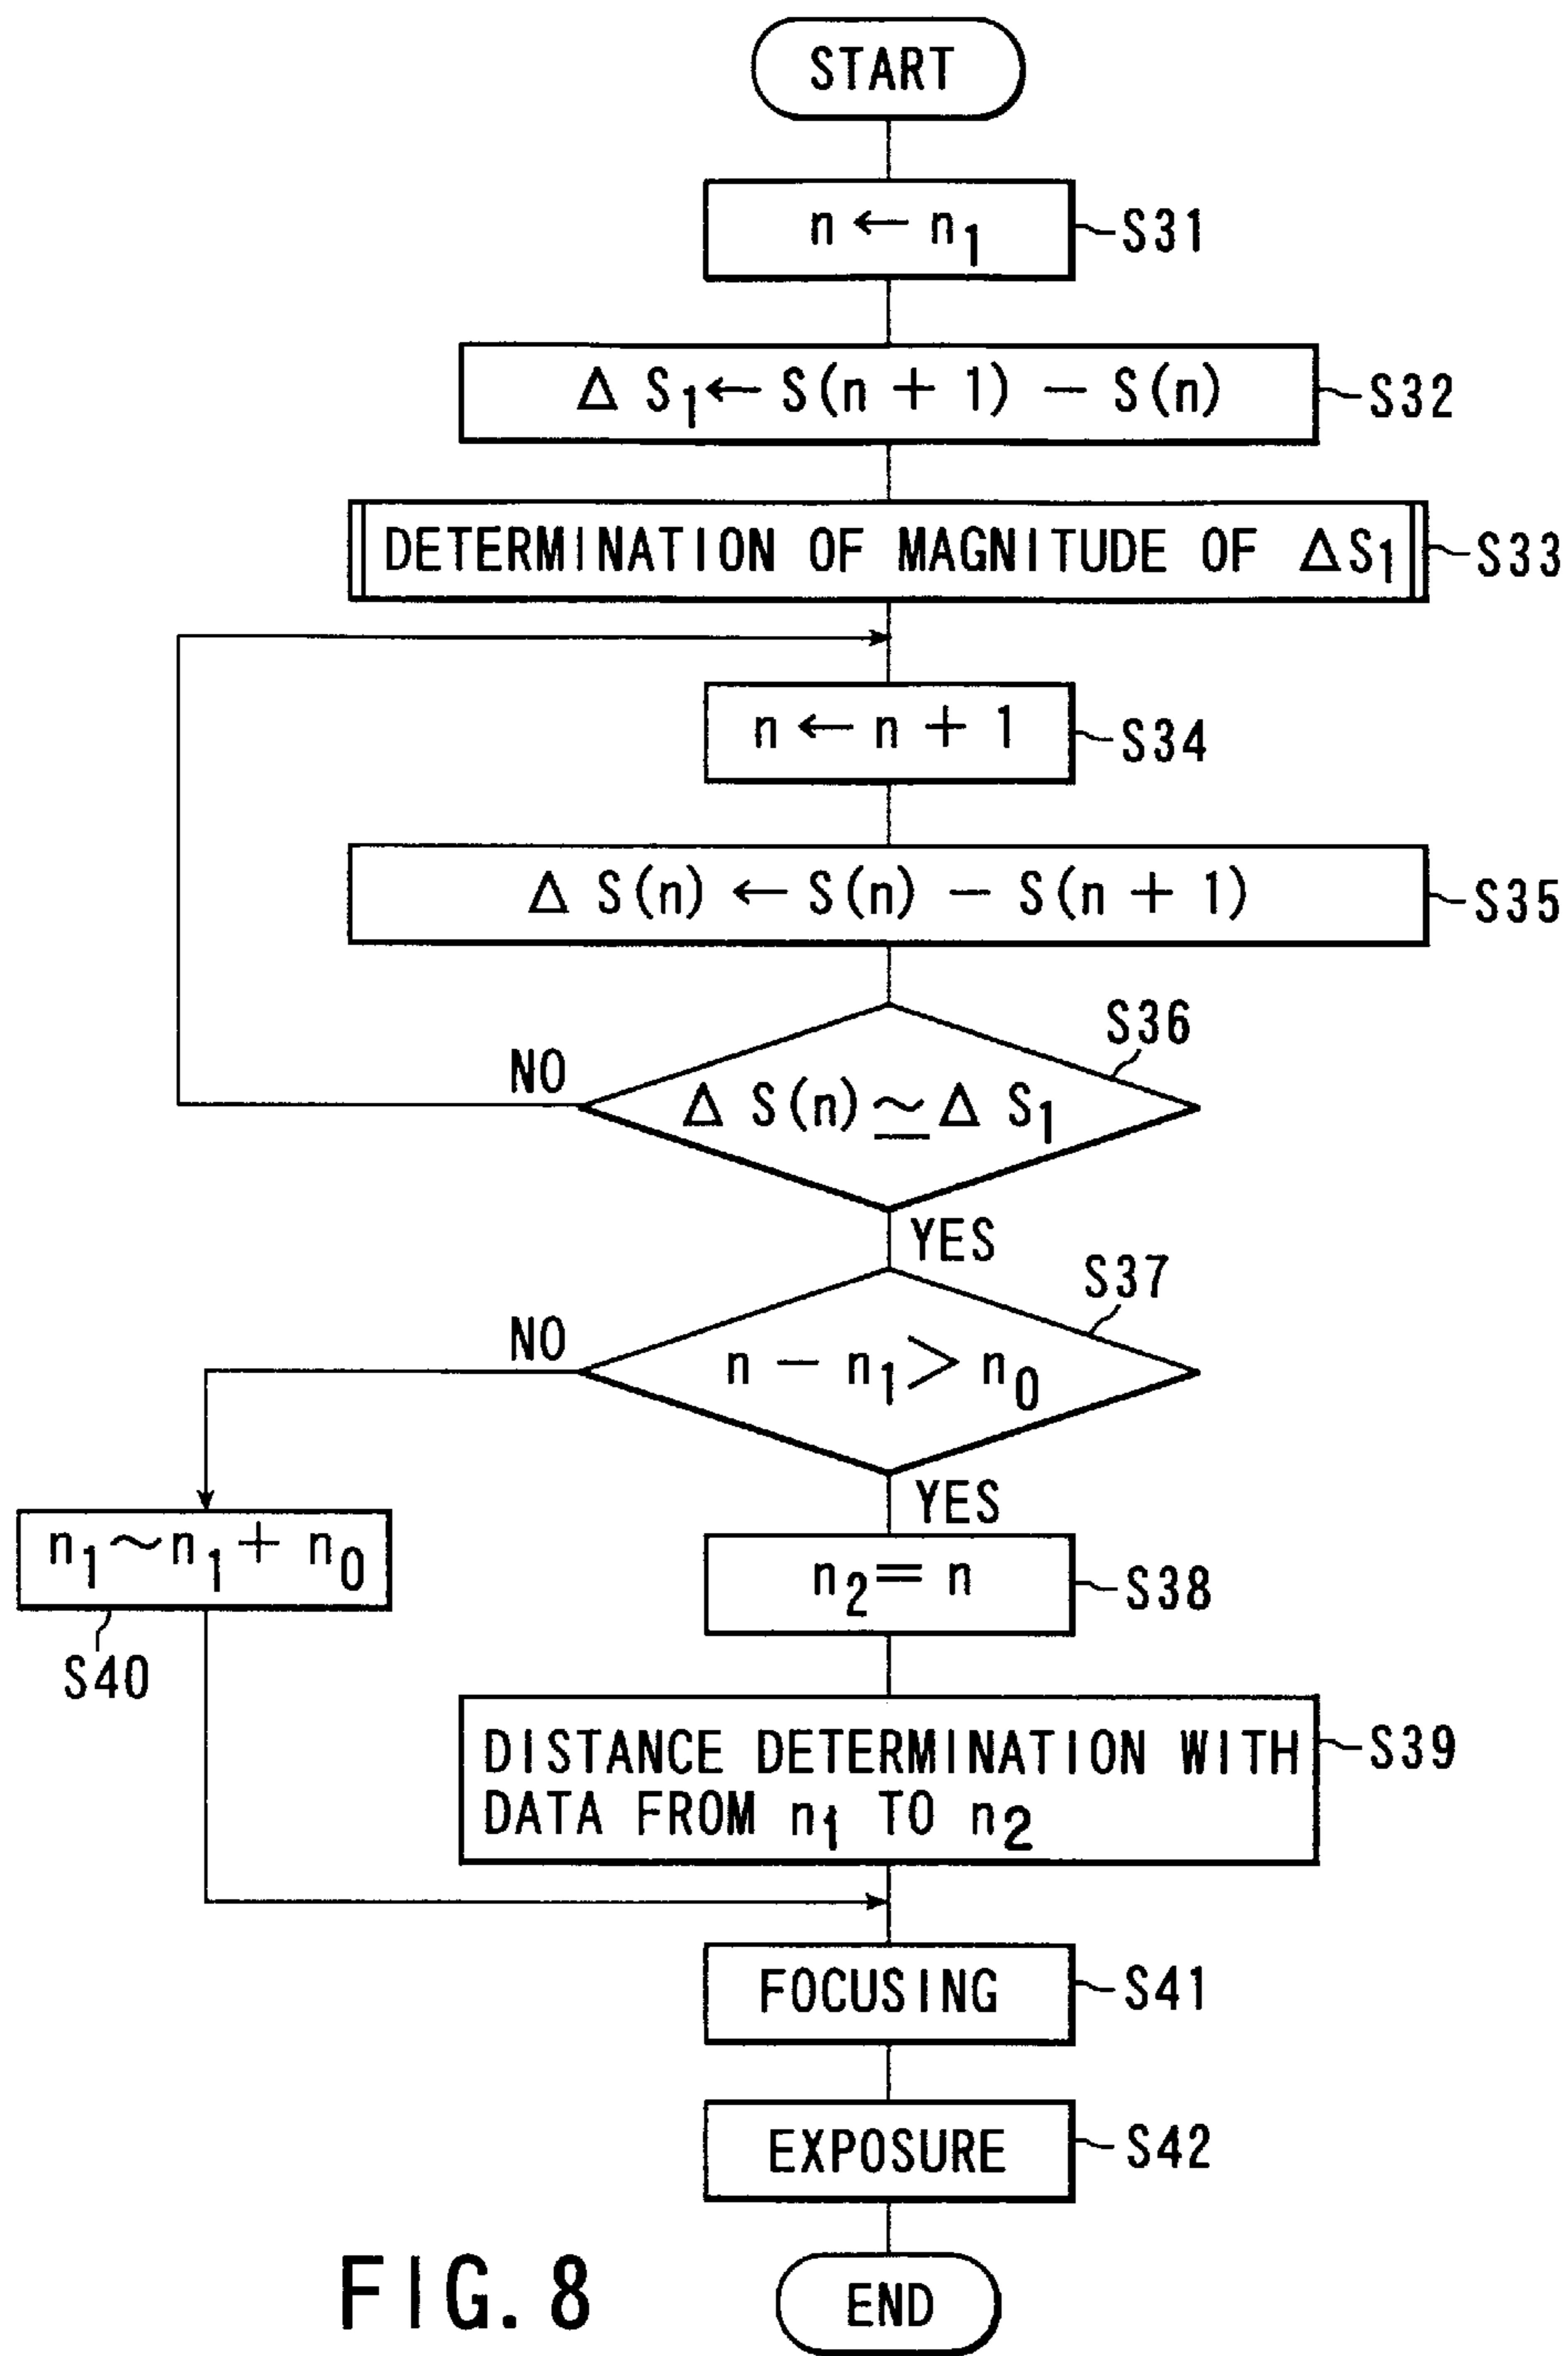 START
n ← n₁
S31
Δ S₁ ← S(n + 1) − S(n)
S32
DETERMINATION OF MAGNITUDE OF ΔS₁
S33
n ← n + 1
S34
Δ S(n) ← S(n) − S(n + 1)
S35
S36
NO
Δ S(n) ≃ Δ S₁
YES
S37
NO
n − n₁ > n₀
YES
n₁ ~ n₁ + n₀
S40
n₂ = n
S38
DISTANCE DETERMINATION WITH
DATA FROM n₁ TO n₂
S39
FOCUSING
S41
EXPOSURE
S42
END
FIG. 8